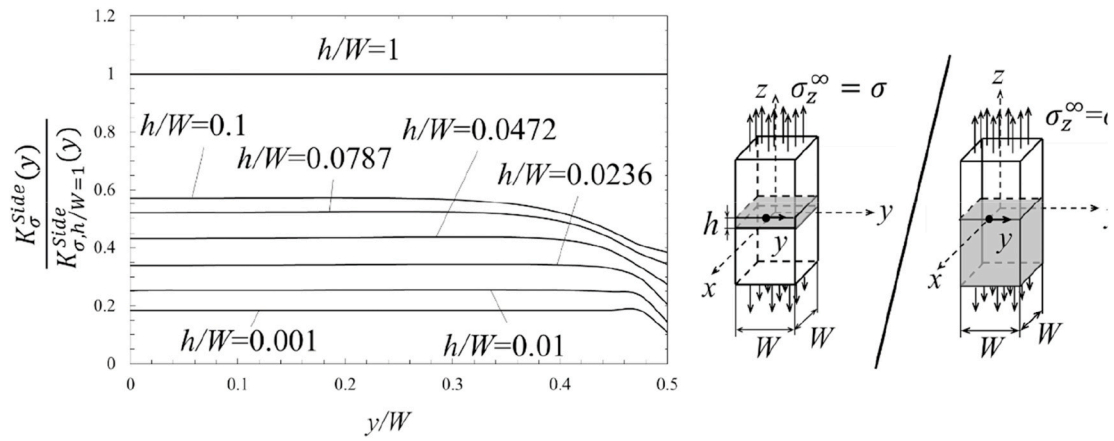 h/W=1
h/W=0.1
h/W=0.0787
h/W=0.0472
h/W=0.0236
h/W=0.001
h/W=0.01
1.2
1
0.8
0.6
0.4
0.2
0
0
0.1
0.2
0.3
0.4
0.5
y/W
K_σ^Side(y)
K_{σ,h/W=1}^Side(y)
z
σ_z^∞ = σ
h
y
y
x
W
W
z
σ_z^∞=
y
x
W
W